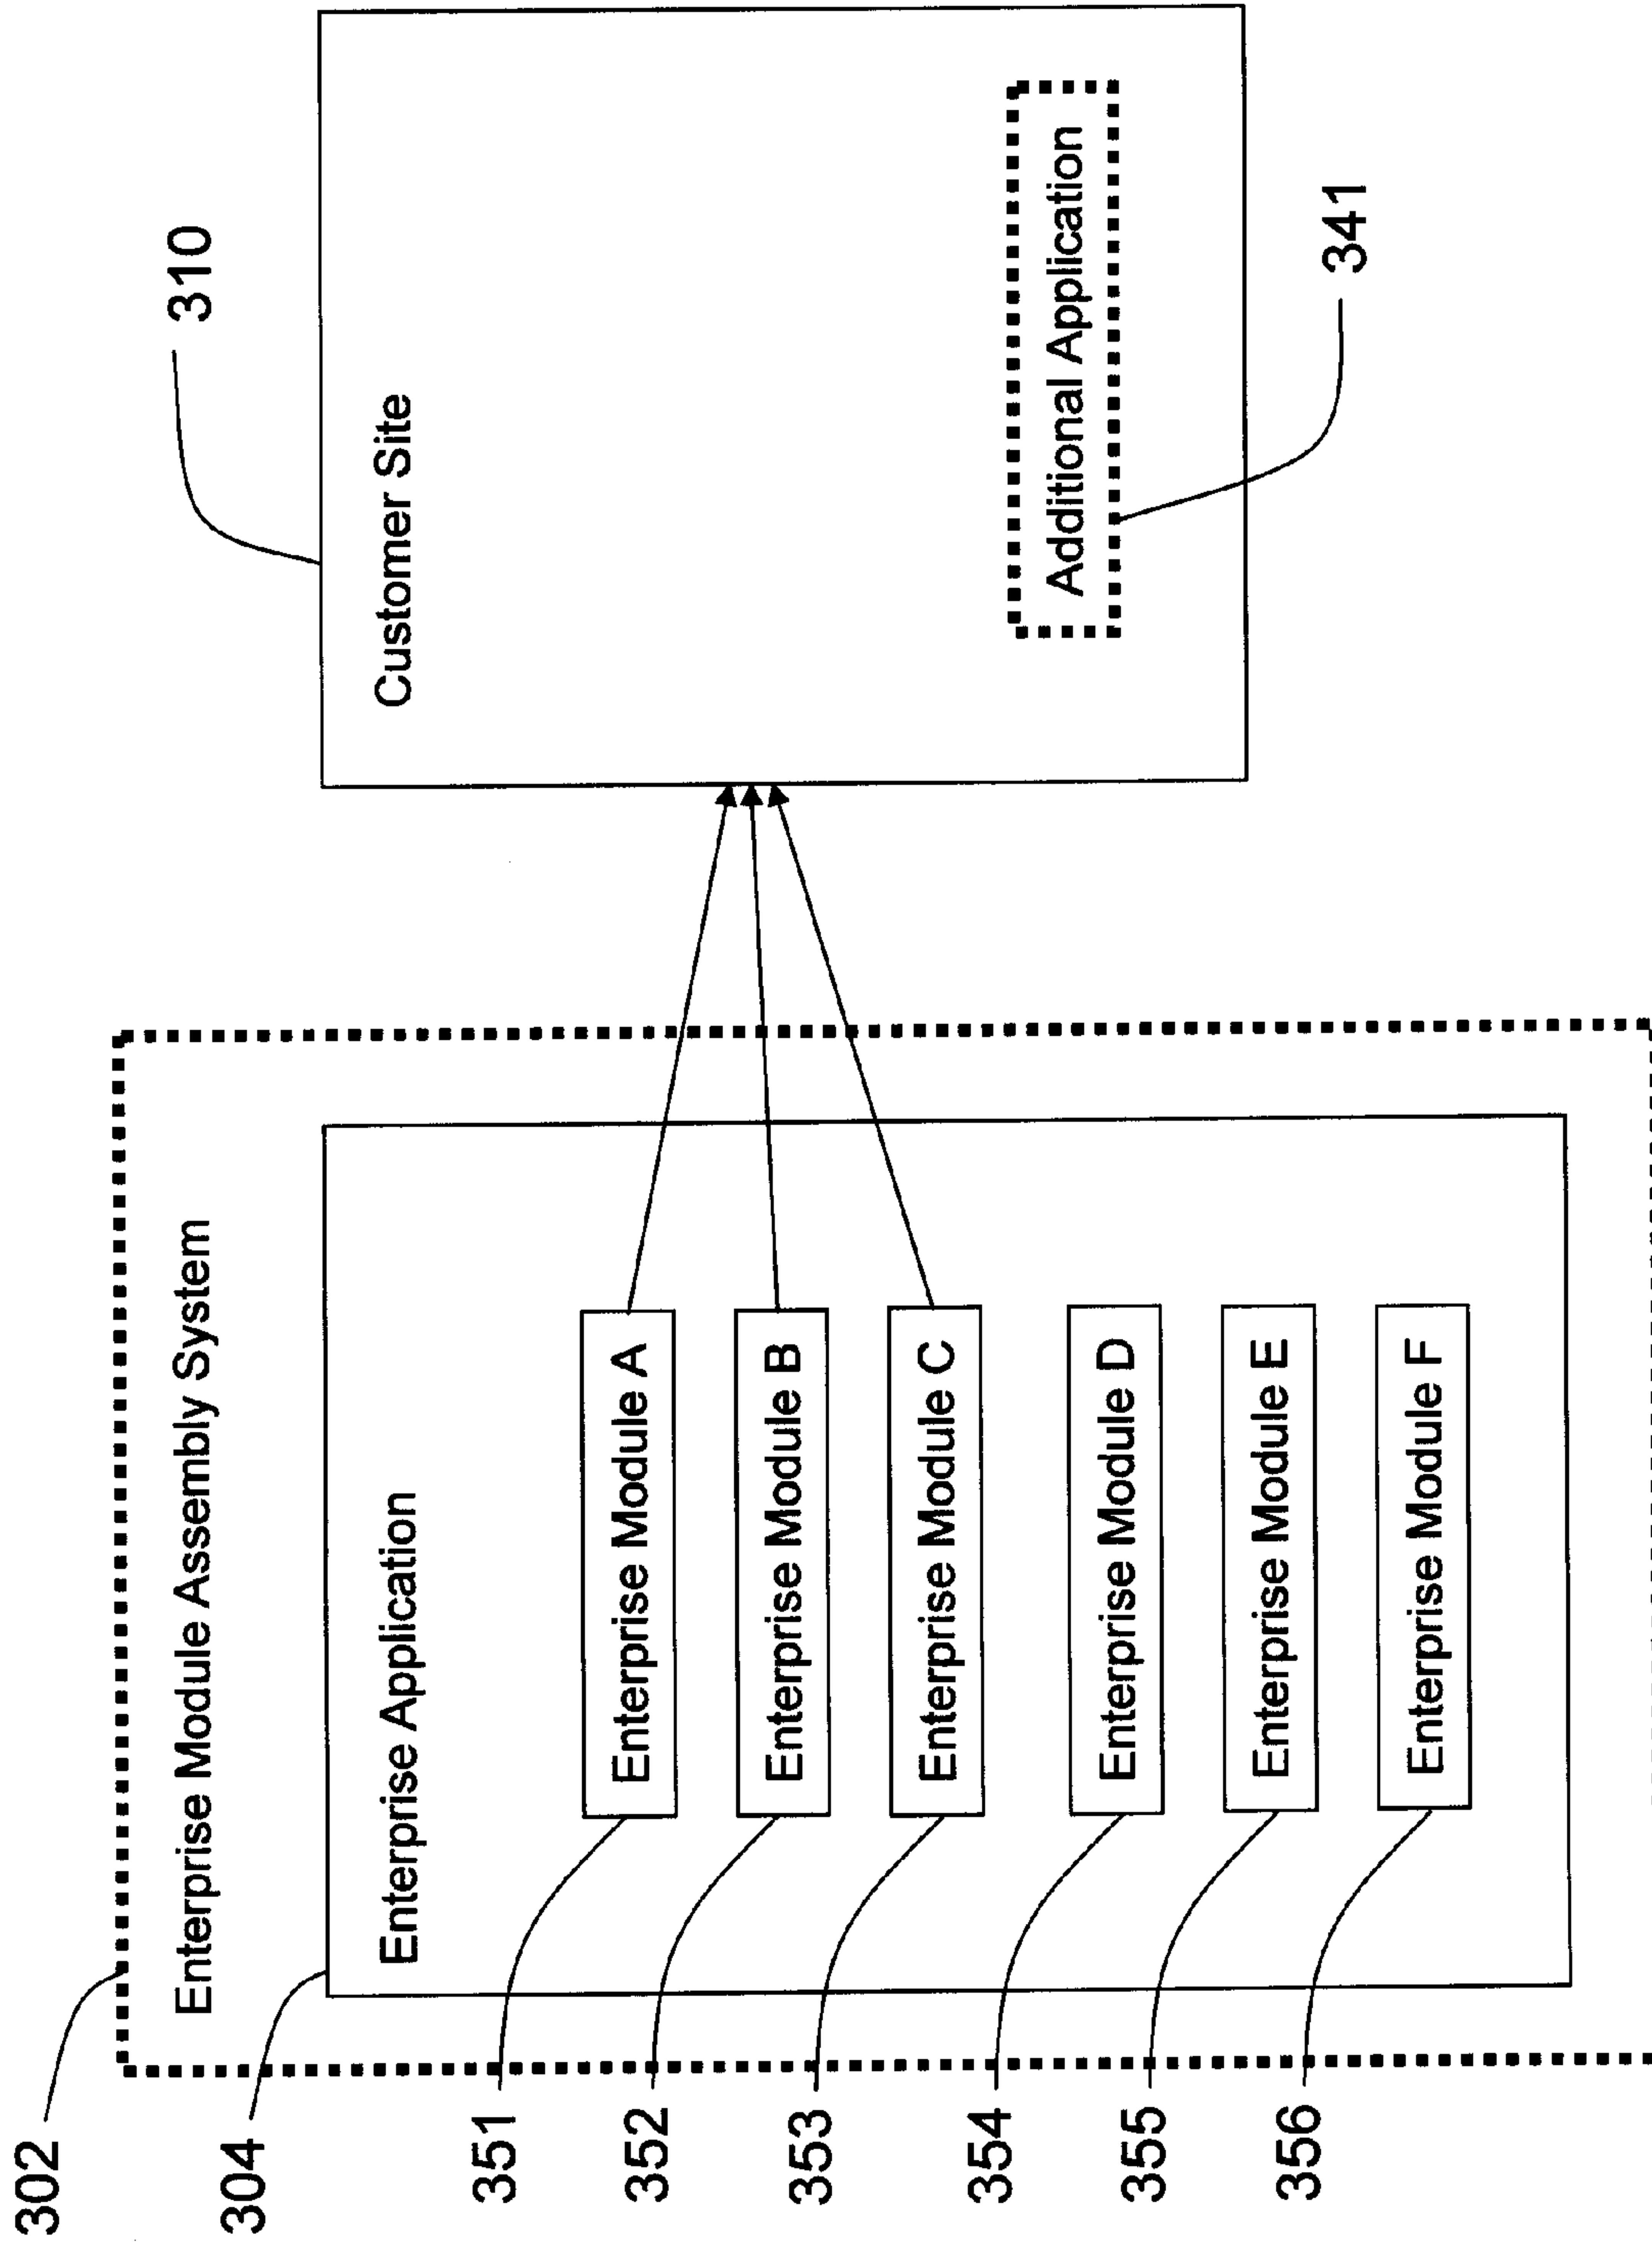 302
Enterprise Module Assembly System
304
Enterprise Application
351
Enterprise Module A
352
Enterprise Module B
353
Enterprise Module C
354
Enterprise Module D
355
Enterprise Module E
356
Enterprise Module F
310
Customer Site
Additional Application
341